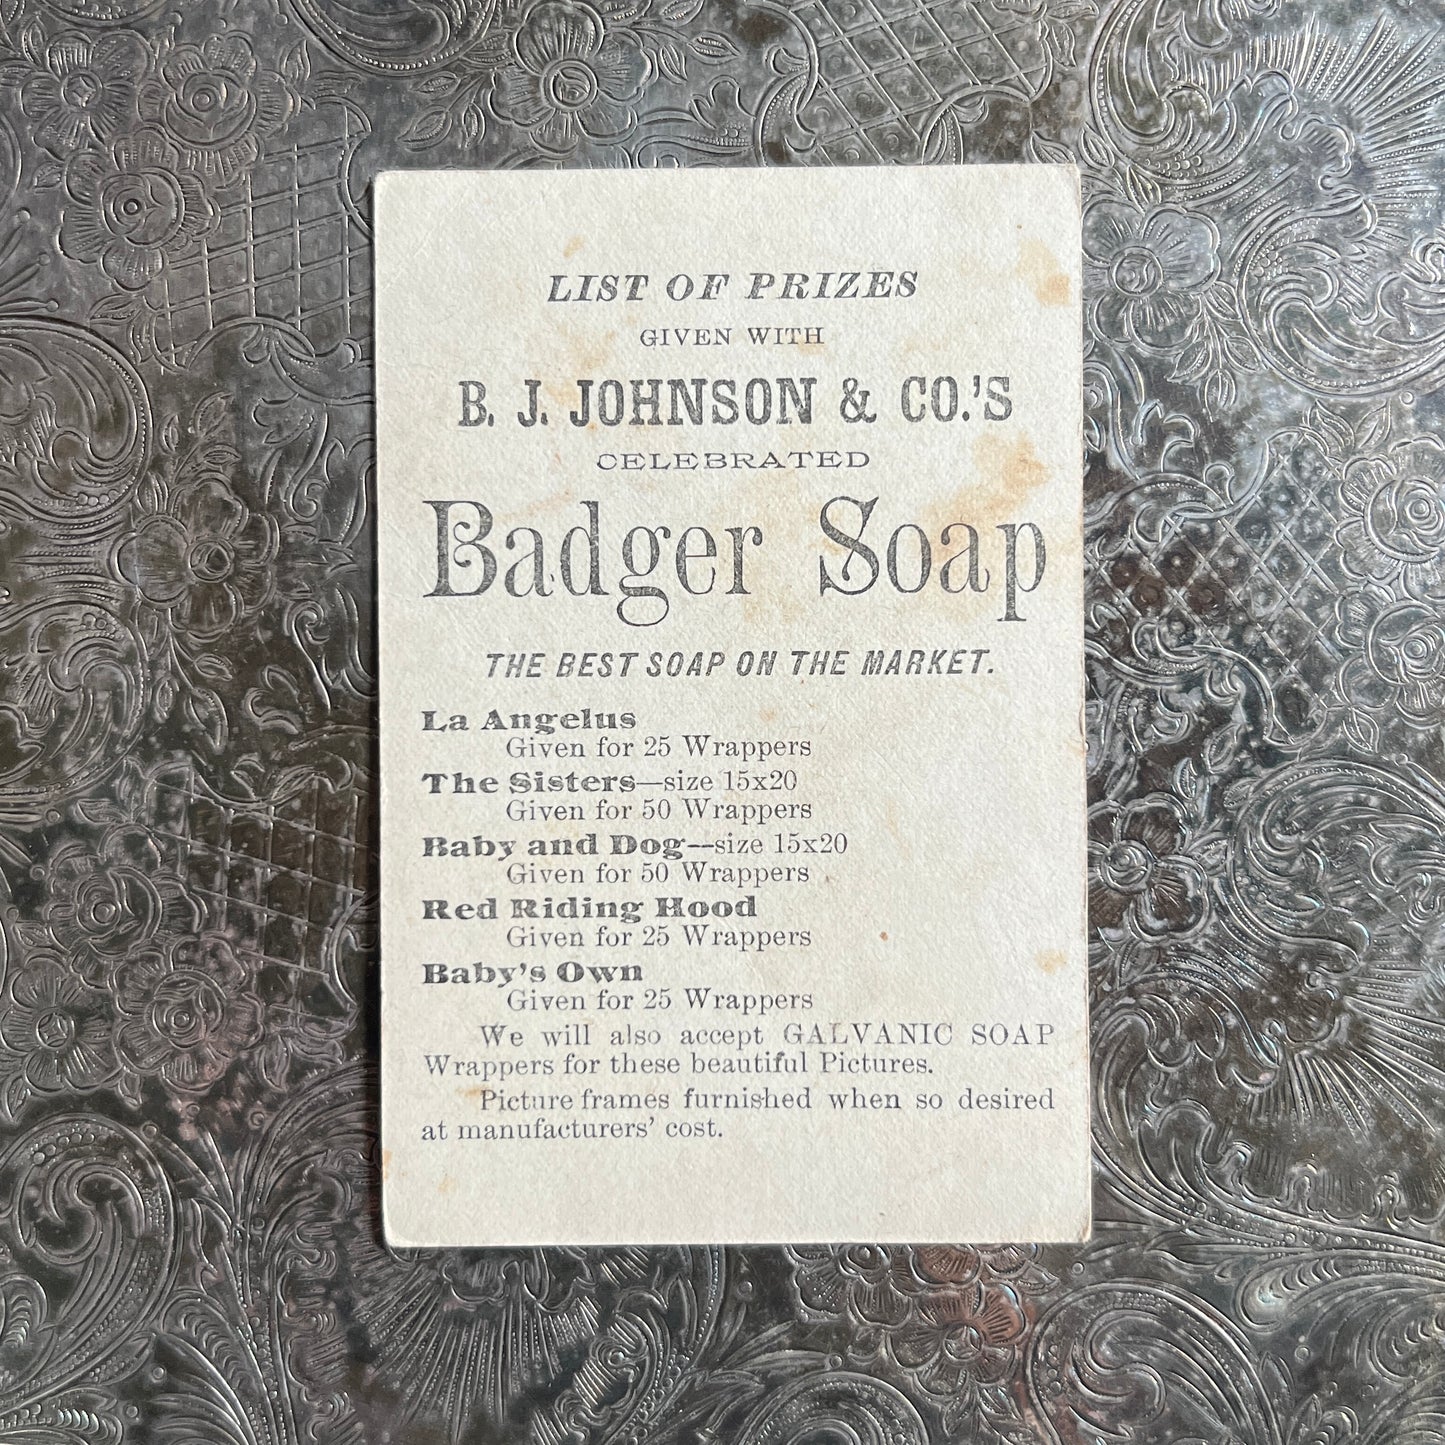 LIST OF PRIZES
GIVEN WITH
B. J. JOHNSON & CO.'S
CELEBRATED
Badger Soap
THE BEST SOAP ON THE MARKET.
La Angelus
Given for 25 Wrappers
The Sisters—size 15x20
Given for 50 Wrappers
Baby and Dog—size 15x20
Given for 50 Wrappers
Red Riding Hood
Given for 25 Wrappers
Baby's Own
Given for 25 Wrappers
We will also accept GALVANIC SOAP
Wrappers for these beautiful Pictures.
Picture frames furnished when so desired
at manufacturers' cost.